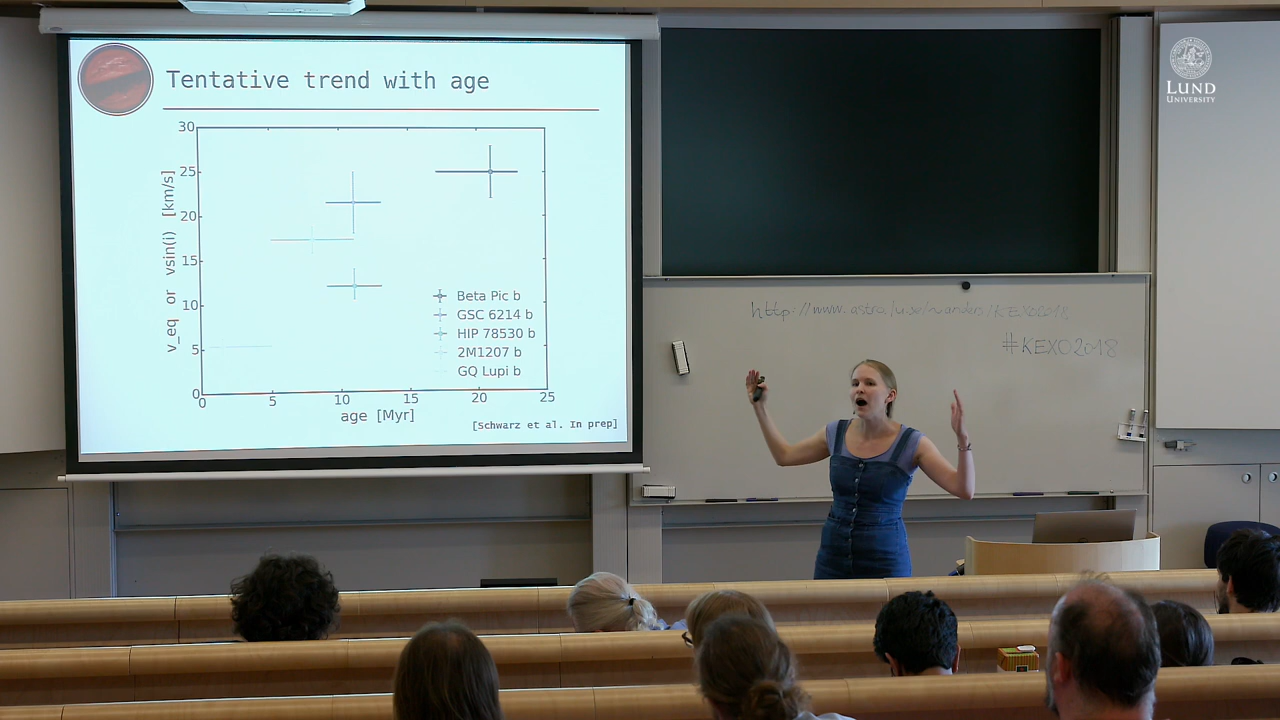 Tentative trend with age
30
25
20
15
10
5
0
v_eq or vsin(i) [km/s]
Beta Pic b
GSC 6214 b
HIP 78530 b
2M1207 b
GQ Lupi b
0 5 10 15 20 25
age [Myr]
[Schwarz et al. In prep]
#KEXO2018
LUND
UNIVERSITY